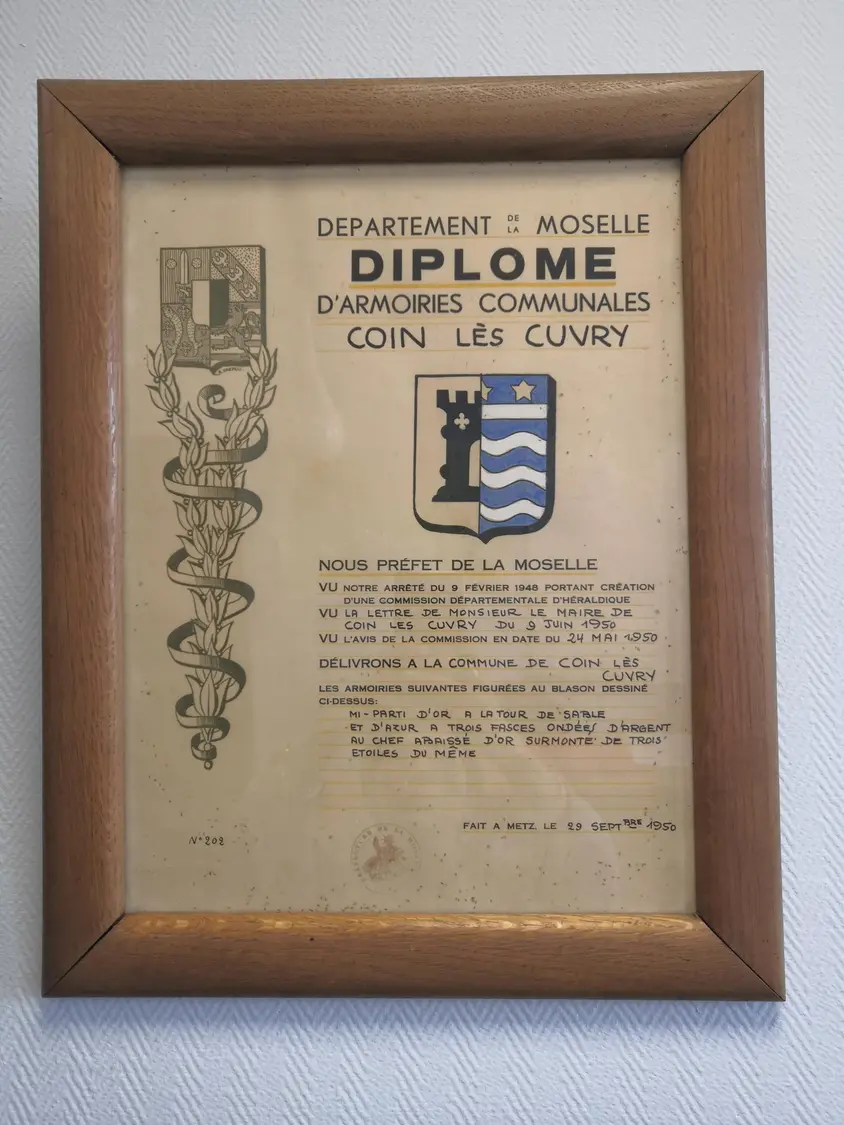 DEPARTEMENT DE LA MOSELLE
DIPLOME
D'ARMOIRIES COMMUNALES
COIN LÈS CUVRY
NOUS PRÉFET DE LA MOSELLE
VU NOTRE ARRÊTÉ DU 9 FÉVRIER 1948 PORTANT CRÉATION
D'UNE COMMISSION DÉPARTEMENTALE D'HÉRALDIQUE
VU LA LETTRE DE MONSIEUR LE MAIRE DE
COIN LES CUVRY DU 9 JUIN 1950
VU L'AVIS DE LA COMMISSION EN DATE DU 24 MAI 1950
DÉLIVRONS A LA COMMUNE DE COIN LÈS
CUVRY
LES ARMOIRIES SUIVANTES FIGURÉES AU BLASON DESSINÉ
CI-DESSUS:
MI-PARTI D'OR A LA TOUR DE SABLE
ET D'AZUR A TROIS FASCES ONDÉES D'ARGENT
AU CHEF ABAISSÉ D'OR SURMONTÉ DE TROIS
ETOILES DU MÊME
FAIT A METZ, LE 29 SEPTBRE 1950
N° 202